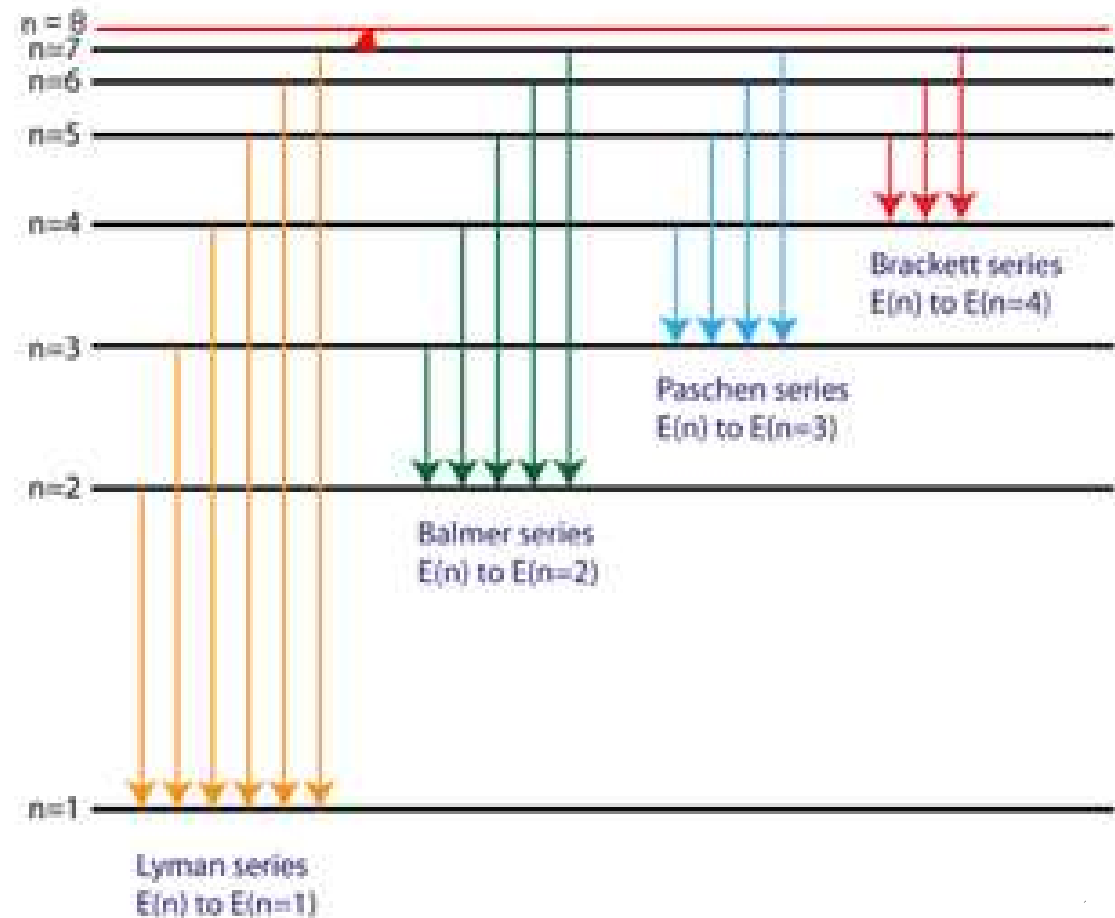 n = 8
n=7
n=6
n=5
n=4
Brackett series
E(n) to E(n=4)
n=3
Paschen series
E(n) to E(n=3)
n=2
Balmer series
E(n) to E(n=2)
n=1
Lyman series
E(n) to E(n=1)